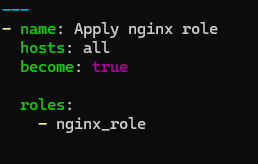 ---
- name: Apply nginx role
  hosts: all
  become: true

  roles:
    - nginx_role